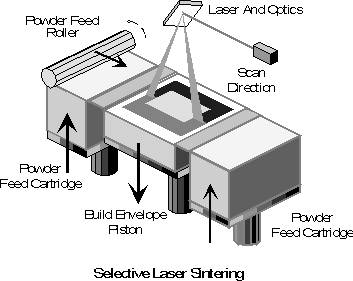 Powder Feed
Roller
Laser And Optics
Scan
Direction
Powder
Feed Cartridge
Build Envelope
Piston
Powder
Feed Cartridge
Selective Laser Sintering